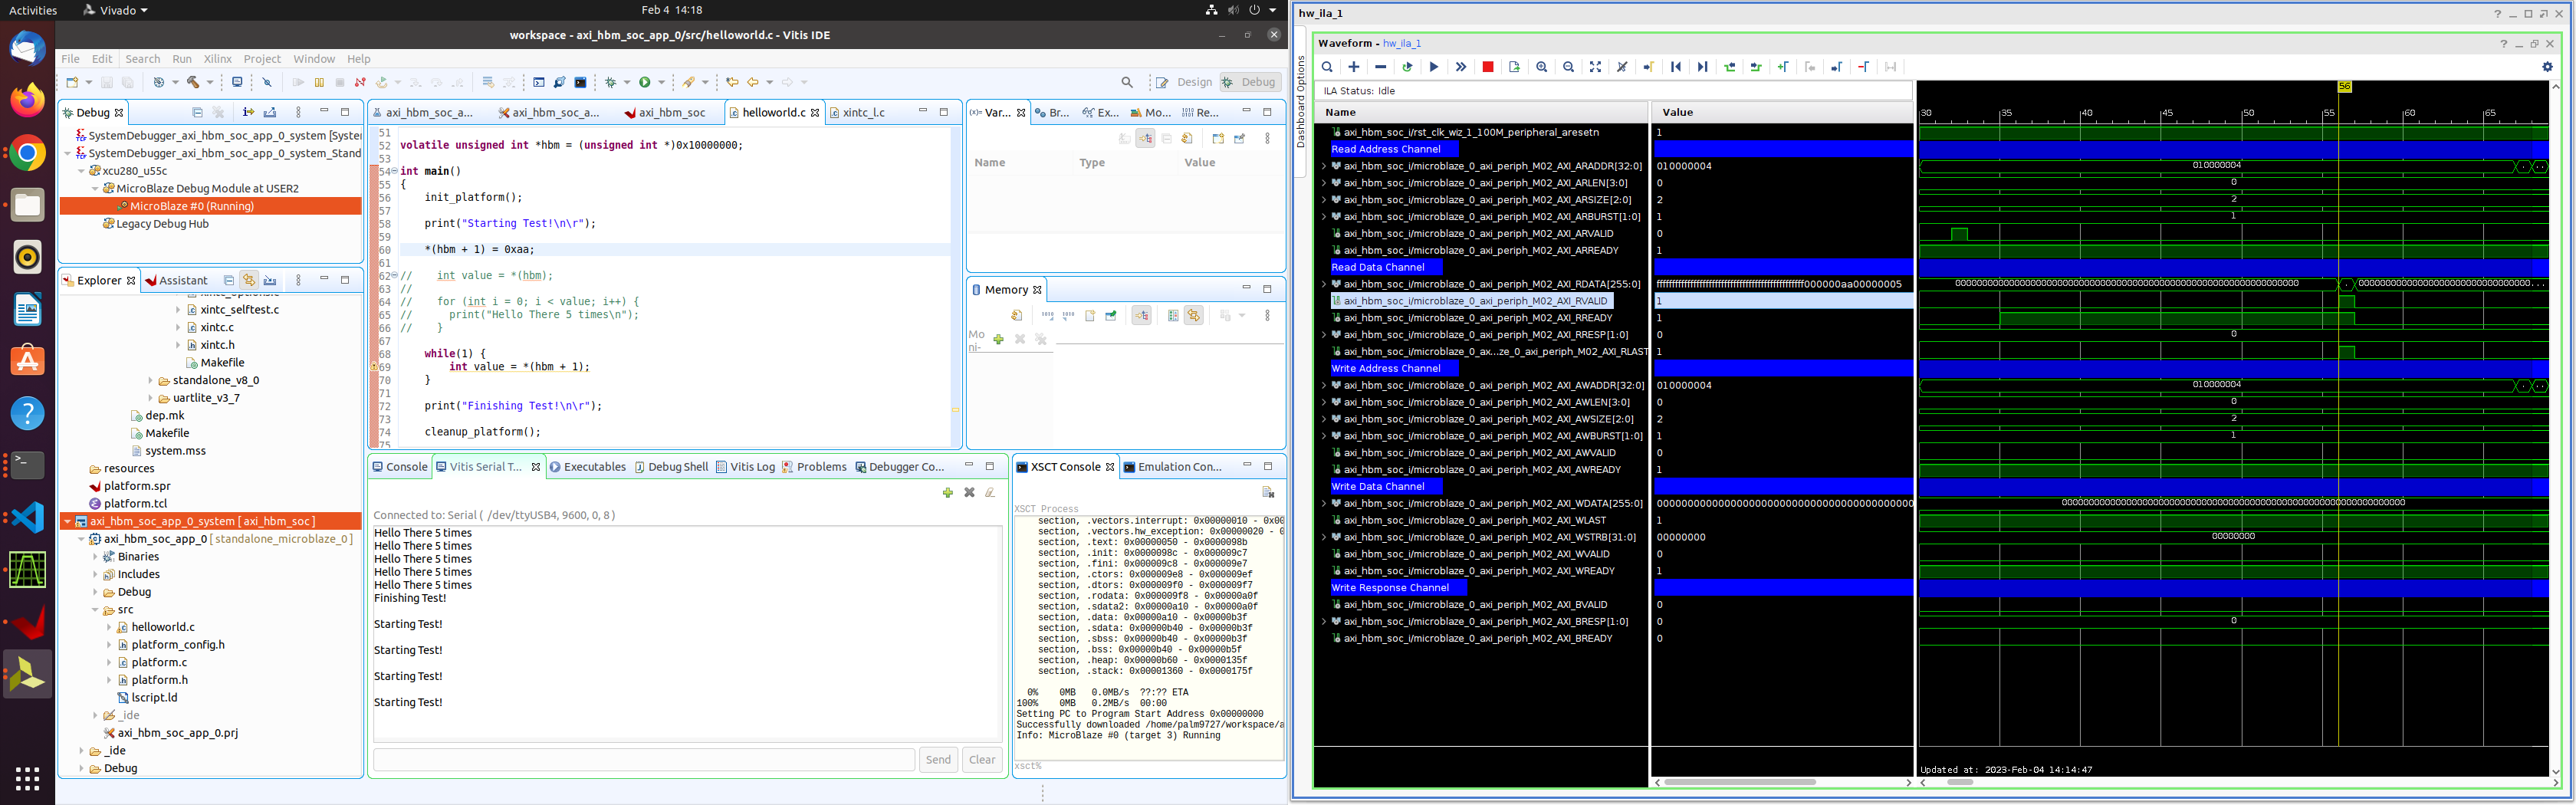 Activities
Vivado
Feb 4 14:18
workspace - axi_hbm_soc_app_0/src/helloworld.c - Vitis IDE
File Edit Search Run Xilinx Project Window Help
Design
Debug
Debug
SystemDebugger_axi_hbm_soc_app_0_system [System
SystemDebugger_axi_hbm_soc_app_0_system_Stand
xcu280_u55c
MicroBlaze Debug Module at USER2
MicroBlaze #0 (Running)
Legacy Debug Hub
Explorer
Assistant
xintc_selftest.c
xintc.c
xintc.h
Makefile
standalone_v8_0
uartlite_v3_7
dep.mk
Makefile
system.mss
resources
platform.spr
platform.tcl
axi_hbm_soc_app_0_system [ axi_hbm_soc ]
axi_hbm_soc_app_0 [ standalone_microblaze_0 ]
Binaries
Includes
Debug
src
helloworld.c
platform_config.h
platform.c
platform.h
lscript.ld
_ide
axi_hbm_soc_app_0.prj
_ide
Debug
axi_hbm_soc_a...
axi_hbm_soc_a...
axi_hbm_soc
helloworld.c
xintc_l.c
51
52 volatile unsigned int *hbm = (unsigned int *)0x10000000;
53
54 int main()
55 {
56 init_platform();
57
58 print("Starting Test!\n\r");
59
60 *(hbm + 1) = 0xaa;
61
62 // int value = *(hbm);
63 //
64 // for (int i = 0; i < value; i++) {
65 // print("Hello There 5 times\n");
66 // }
67
68 while(1) {
69 int value = *(hbm + 1);
70 }
71
72 print("Finishing Test!\n\r");
73
74 cleanup_platform();
75
(x)= Var...
Br...
Ex...
Mo...
Re...
Name Type Value
Memory
Mo
ni-
Console
Vitis Serial T...
Executables
Debug Shell
Vitis Log
Problems
Debugger Co...
Connected to: Serial ( /dev/ttyUSB4, 9600, 0, 8 )
Hello There 5 times
Hello There 5 times
Hello There 5 times
Hello There 5 times
Hello There 5 times
Finishing Test!
Starting Test!
Starting Test!
Starting Test!
Starting Test!
Send
Clear
XSCT Console
Emulation Con...
XSCT Process
section, .vectors.interrupt: 0x00000010 - 0x00
section, .vectors.hw_exception: 0x00000020 - 0
section, .text: 0x00000050 - 0x0000098b
section, .init: 0x0000098c - 0x000009c7
section, .fini: 0x000009c8 - 0x000009e7
section, .ctors: 0x000009e8 - 0x000009ef
section, .dtors: 0x000009f0 - 0x000009f7
section, .rodata: 0x000009f8 - 0x00000a0f
section, .sdata2: 0x00000a10 - 0x00000a0f
section, .data: 0x00000a10 - 0x00000b3f
section, .sdata: 0x00000b40 - 0x00000b3f
section, .sbss: 0x00000b40 - 0x00000b3f
section, .bss: 0x00000b40 - 0x00000b5f
section, .heap: 0x00000b60 - 0x0000135f
section, .stack: 0x00001360 - 0x0000175f
0% 0MB 0.0MB/s ??:?? ETA
100% 0MB 0.2MB/s 00:00
Setting PC to Program Start Address 0x00000000
Successfully downloaded /home/palm9727/workspace/a
Info: MicroBlaze #0 (target 3) Running
xsct%
hw_ila_1
Dashboard Options
Waveform - hw_ila_1
ILA Status: Idle
Name Value
56
30 35 40 45 50 55 60 65
axi_hbm_soc_i/rst_clk_wiz_1_100M_peripheral_aresetn 1
Read Address Channel
axi_hbm_soc_i/microblaze_0_axi_periph_M02_AXI_ARADDR[32:0] 010000004 010000004
axi_hbm_soc_i/microblaze_0_axi_periph_M02_AXI_ARLEN[3:0] 0 0
axi_hbm_soc_i/microblaze_0_axi_periph_M02_AXI_ARSIZE[2:0] 2 2
axi_hbm_soc_i/microblaze_0_axi_periph_M02_AXI_ARBURST[1:0] 1 1
axi_hbm_soc_i/microblaze_0_axi_periph_M02_AXI_ARVALID 0
axi_hbm_soc_i/microblaze_0_axi_periph_M02_AXI_ARREADY 1
Read Data Channel
axi_hbm_soc_i/microblaze_0_axi_periph_M02_AXI_RDATA[255:0]
axi_hbm_soc_i/microblaze_0_axi_periph_M02_AXI_RVALID 1
axi_hbm_soc_i/microblaze_0_axi_periph_M02_AXI_RREADY 1
axi_hbm_soc_i/microblaze_0_axi_periph_M02_AXI_RRESP[1:0] 0 0
axi_hbm_soc_i/microblaze_0_ax...ze_0_axi_periph_M02_AXI_RLAST 1
Write Address Channel
axi_hbm_soc_i/microblaze_0_axi_periph_M02_AXI_AWADDR[32:0] 010000004 010000004
axi_hbm_soc_i/microblaze_0_axi_periph_M02_AXI_AWLEN[3:0] 0 0
axi_hbm_soc_i/microblaze_0_axi_periph_M02_AXI_AWSIZE[2:0] 2 2
axi_hbm_soc_i/microblaze_0_axi_periph_M02_AXI_AWBURST[1:0] 1 1
axi_hbm_soc_i/microblaze_0_axi_periph_M02_AXI_AWVALID 0
axi_hbm_soc_i/microblaze_0_axi_periph_M02_AXI_AWREADY 1
Write Data Channel
axi_hbm_soc_i/microblaze_0_axi_periph_M02_AXI_WDATA[255:0]
axi_hbm_soc_i/microblaze_0_axi_periph_M02_AXI_WLAST 1
axi_hbm_soc_i/microblaze_0_axi_periph_M02_AXI_WSTRB[31:0] 00000000 00000000
axi_hbm_soc_i/microblaze_0_axi_periph_M02_AXI_WVALID 0
axi_hbm_soc_i/microblaze_0_axi_periph_M02_AXI_WREADY 1
Write Response Channel
axi_hbm_soc_i/microblaze_0_axi_periph_M02_AXI_BVALID 0
axi_hbm_soc_i/microblaze_0_axi_periph_M02_AXI_BRESP[1:0] 0 0
axi_hbm_soc_i/microblaze_0_axi_periph_M02_AXI_BREADY 0
Updated at: 2023-Feb-04 14:14:47